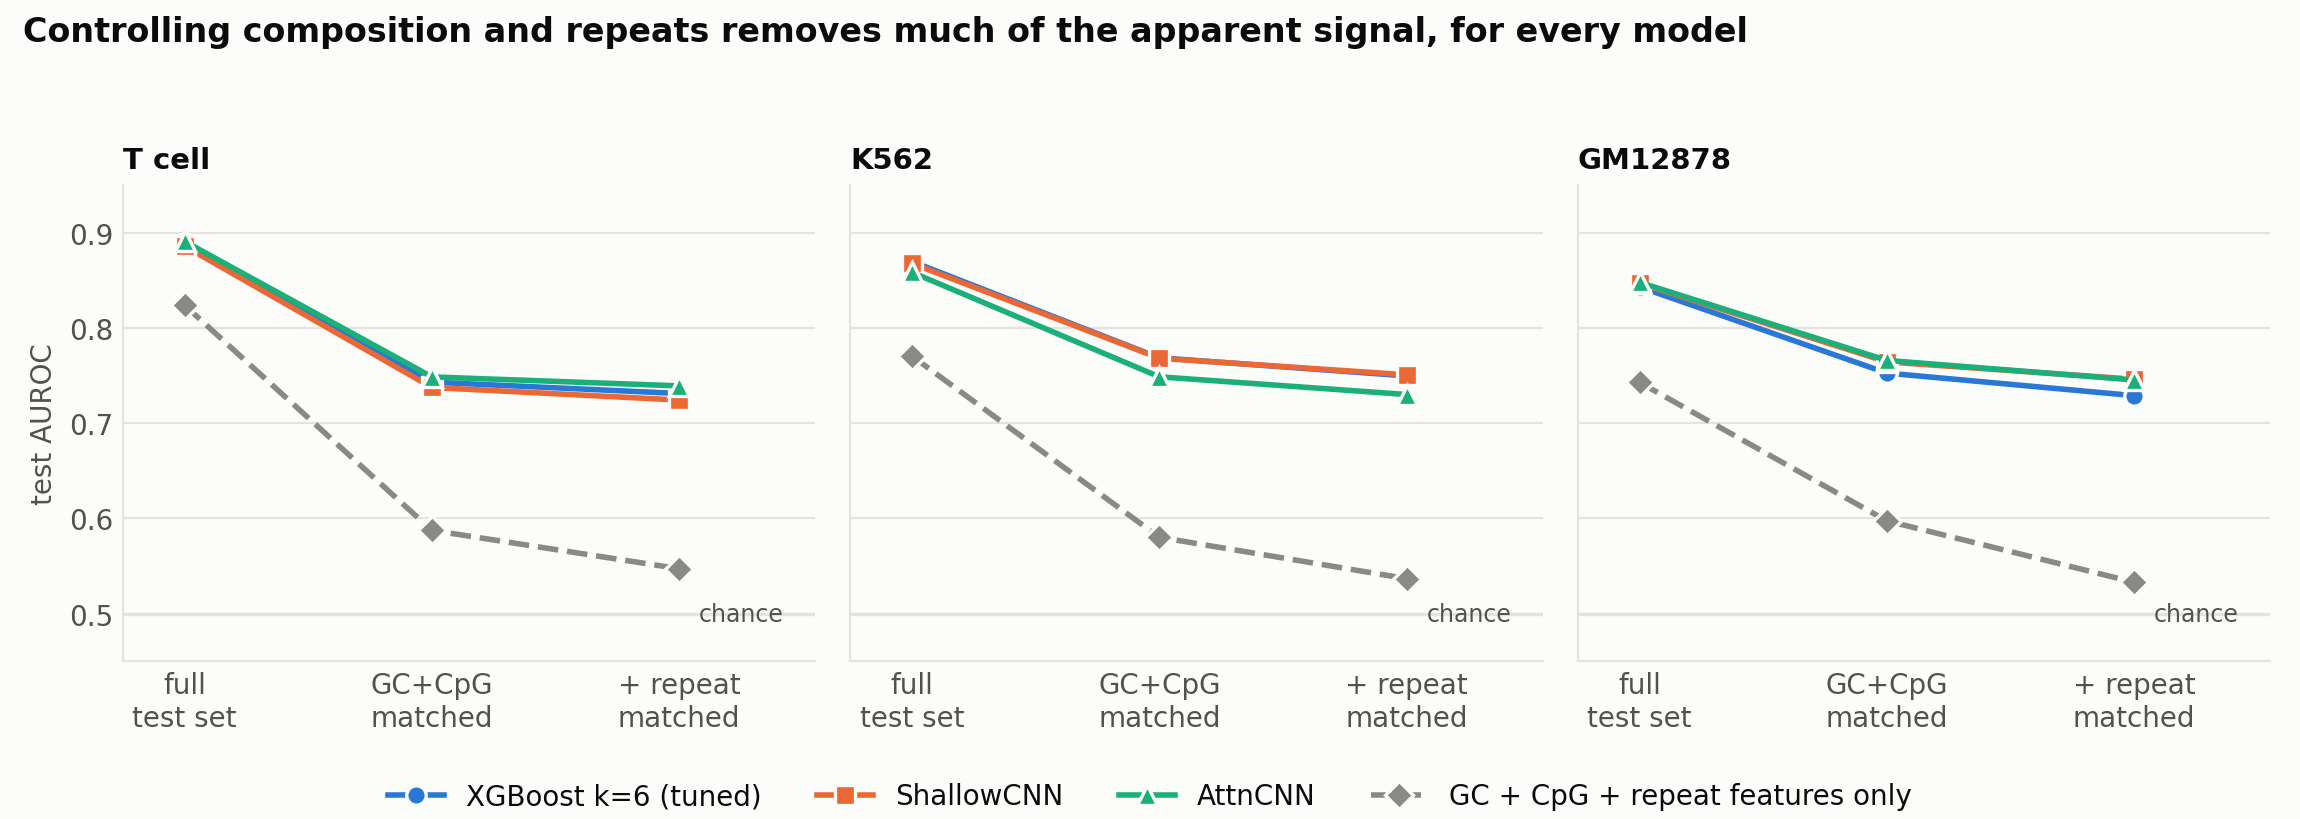 Controlling composition and repeats removes much of the apparent signal, for every model
T cell
K562
GM12878
test AUROC
0.9
0.8
0.7
0.6
0.5
chance
chance
chance
full
test set
GC+CpG
matched
+ repeat
matched
full
test set
GC+CpG
matched
+ repeat
matched
full
test set
GC+CpG
matched
+ repeat
matched
XGBoost k=6 (tuned)
ShallowCNN
AttnCNN
GC + CpG + repeat features only